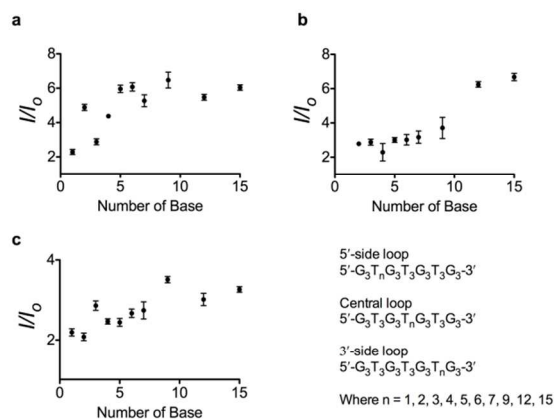 a
8
6
4
2
I/Io
0
5
10
15
Number of Base
b
8
6
4
2
I/Io
0
5
10
15
Number of Base
c
4
2
I/Io
0
5
10
15
Number of Base
5′-side loop
5′-G₃TₙG₃T₃G₃T₃G₃-3′
Central loop
5′-G₃T₃G₃TₙG₃T₃G₃-3′
3′-side loop
5′-G₃T₃G₃T₃G₃TₙG₃-3′
Where n = 1, 2, 3, 4, 5, 6, 7, 9, 12, 15